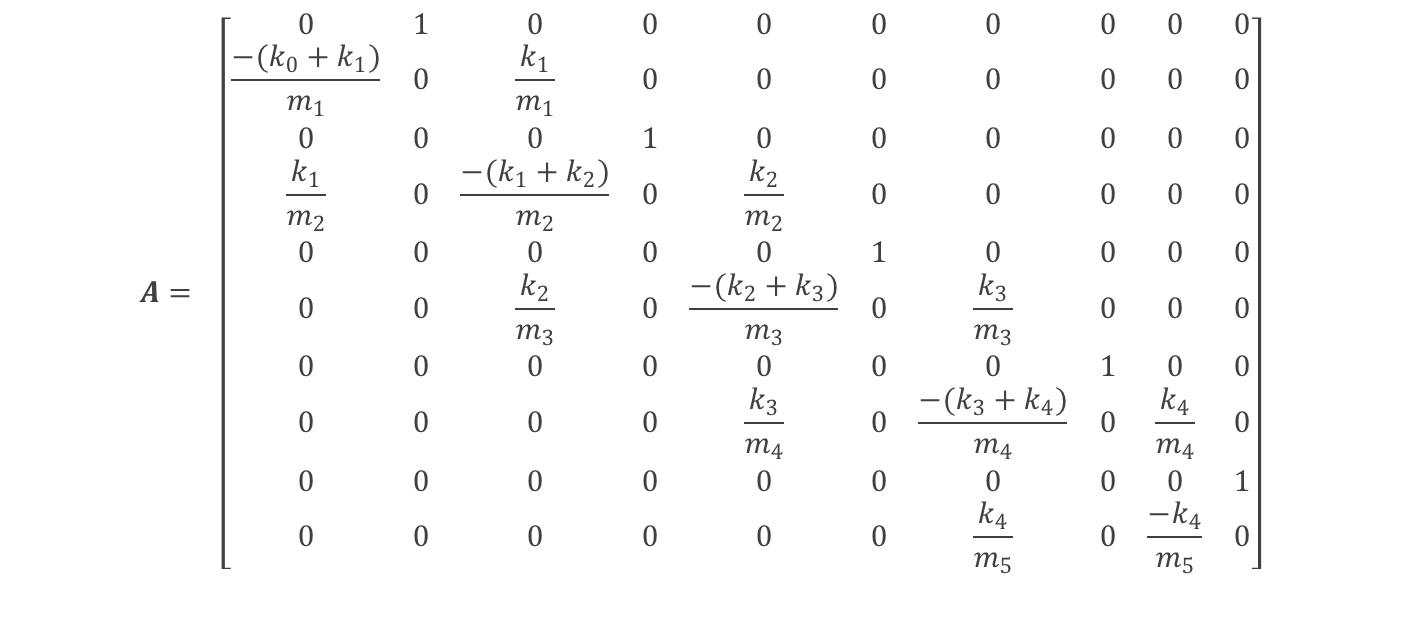 0 1 0 0 0 0 0 0 0 0
−(k₀ + k₁)/m₁ 0 k₁/m₁ 0 0 0 0 0 0 0
0 0 0 1 0 0 0 0 0 0
k₁/m₂ 0 −(k₁ + k₂)/m₂ 0 k₂/m₂ 0 0 0 0 0
0 0 0 0 0 1 0 0 0 0
A = 0 0 k₂/m₃ 0 −(k₂ + k₃)/m₃ 0 k₃/m₃ 0 0 0
0 0 0 0 0 0 0 1 0 0
0 0 0 0 k₃/m₄ 0 −(k₃ + k₄)/m₄ 0 k₄/m₄ 0
0 0 0 0 0 0 0 0 0 1
0 0 0 0 0 0 k₄/m₅ 0 −k₄/m₅ 0